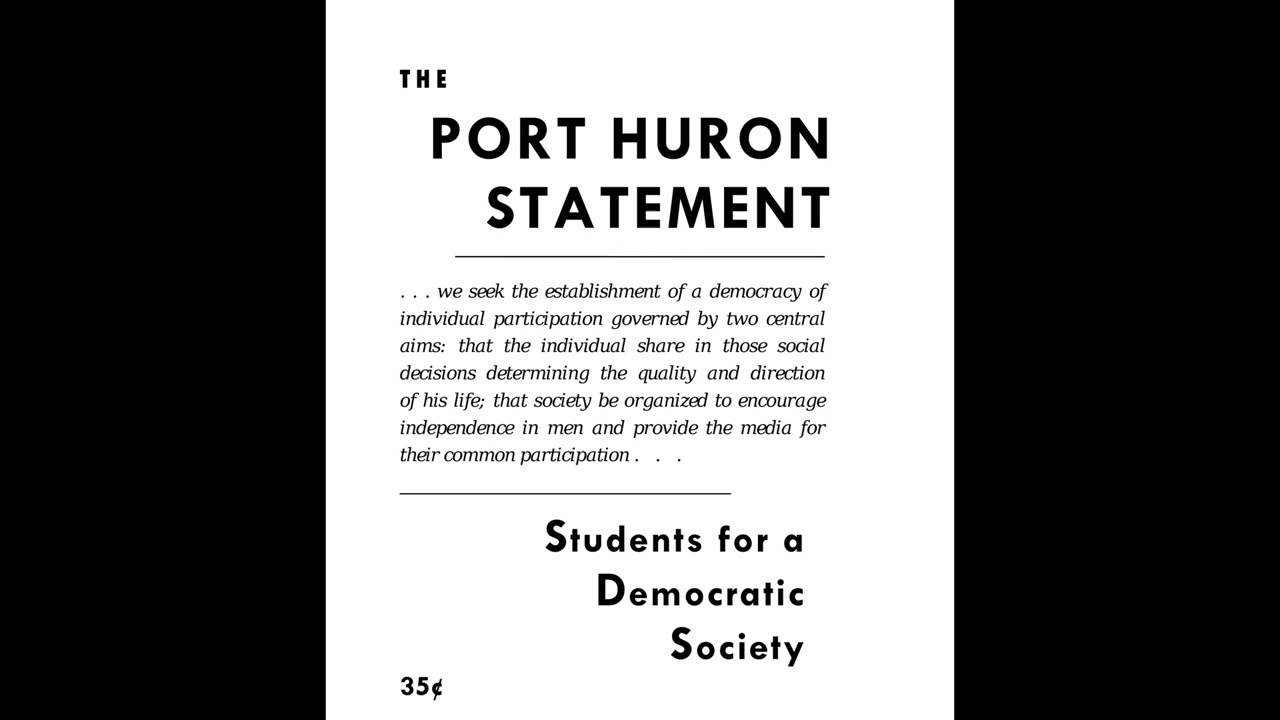 THE
PORT HURON
STATEMENT
. . . we seek the establishment of a democracy of
individual participation governed by two central
aims: that the individual share in those social
decisions determining the quality and direction
of his life; that society be organized to encourage
independence in men and provide the media for
their common participation . . .
Students for a
Democratic
Society
35¢